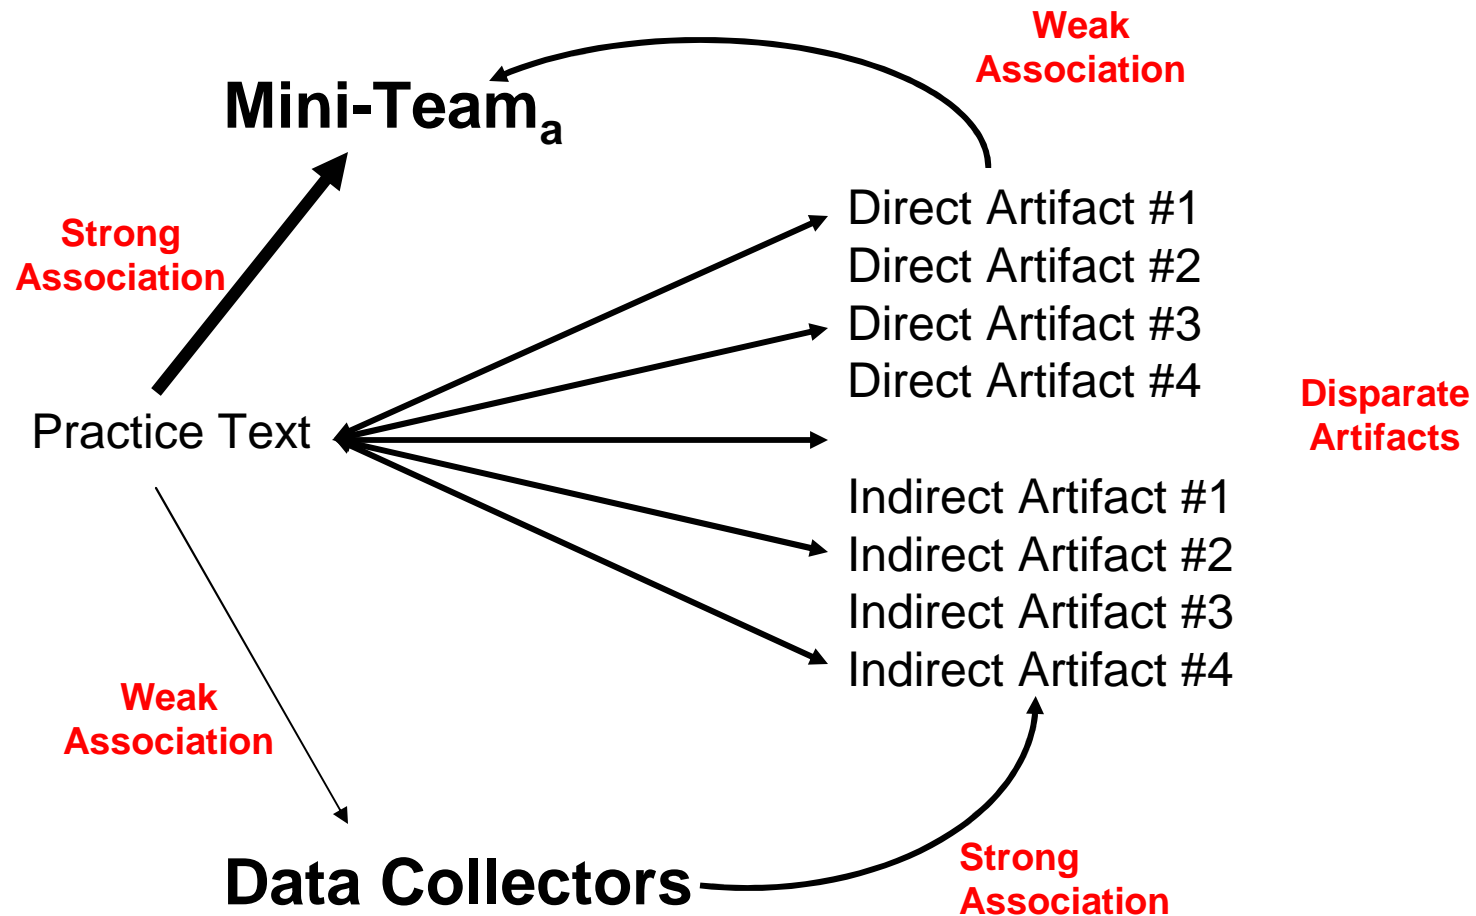 Weak
Association
Mini-Teamₐ
Strong
Association
Direct Artifact #1
Direct Artifact #2
Direct Artifact #3
Direct Artifact #4
Disparate
Artifacts
Practice Text
Indirect Artifact #1
Indirect Artifact #2
Indirect Artifact #3
Indirect Artifact #4
Weak
Association
Data Collectors
Strong
Association